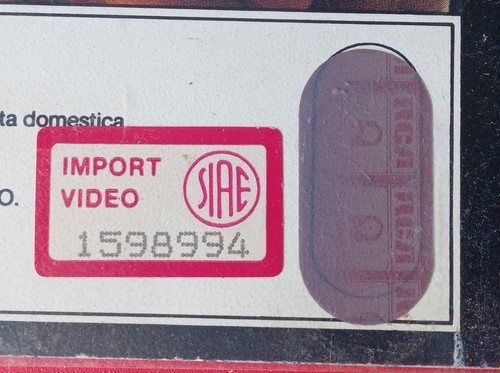 ta domestica
O.
IMPORT
VIDEO
SIAE
1598994